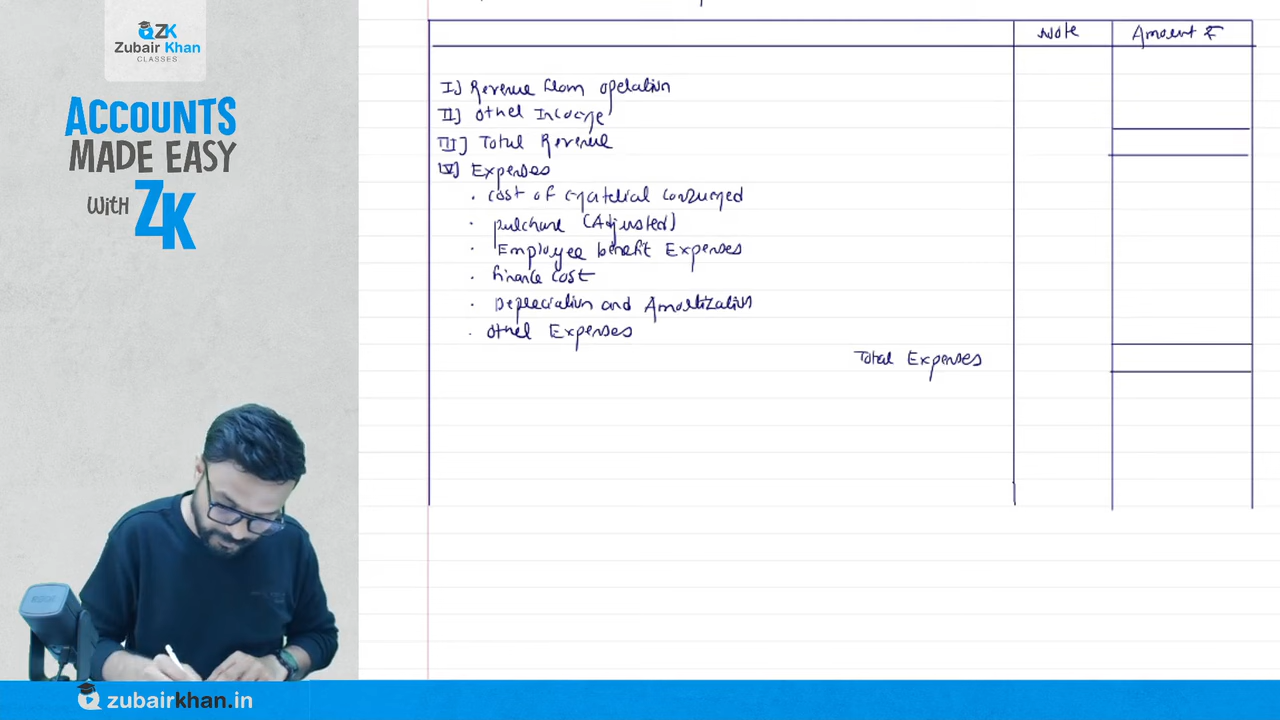 ZK
Zubair Khan
CLASSES
ACCOUNTS
MADE EASY
with ZK
Note Amount ₹
I) Revenue from operation
II) Other Income
III) Total Revenue
IV) Expenses
· cost of material consumed
· purchase (Adjusted)
· Employee benefit Expenses
· finance cost
· Depreciation and Amortization
· other Expenses
Total Expenses
zubairkhan.in